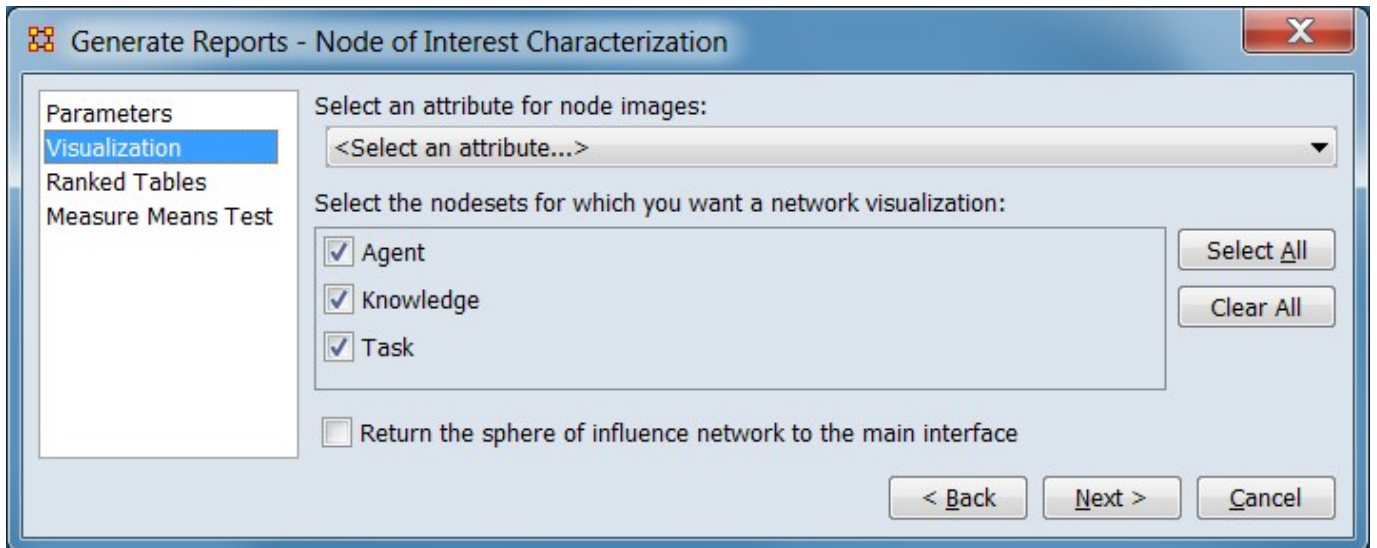 Generate Reports - Node of Interest Characterization
X
Parameters
Visualization
Ranked Tables
Measure Means Test
Select an attribute for node images:
<Select an attribute...>
Select the nodesets for which you want a network visualization:
Agent
Knowledge
Task
Select All
Clear All
Return the sphere of influence network to the main interface
< Back
Next >
Cancel